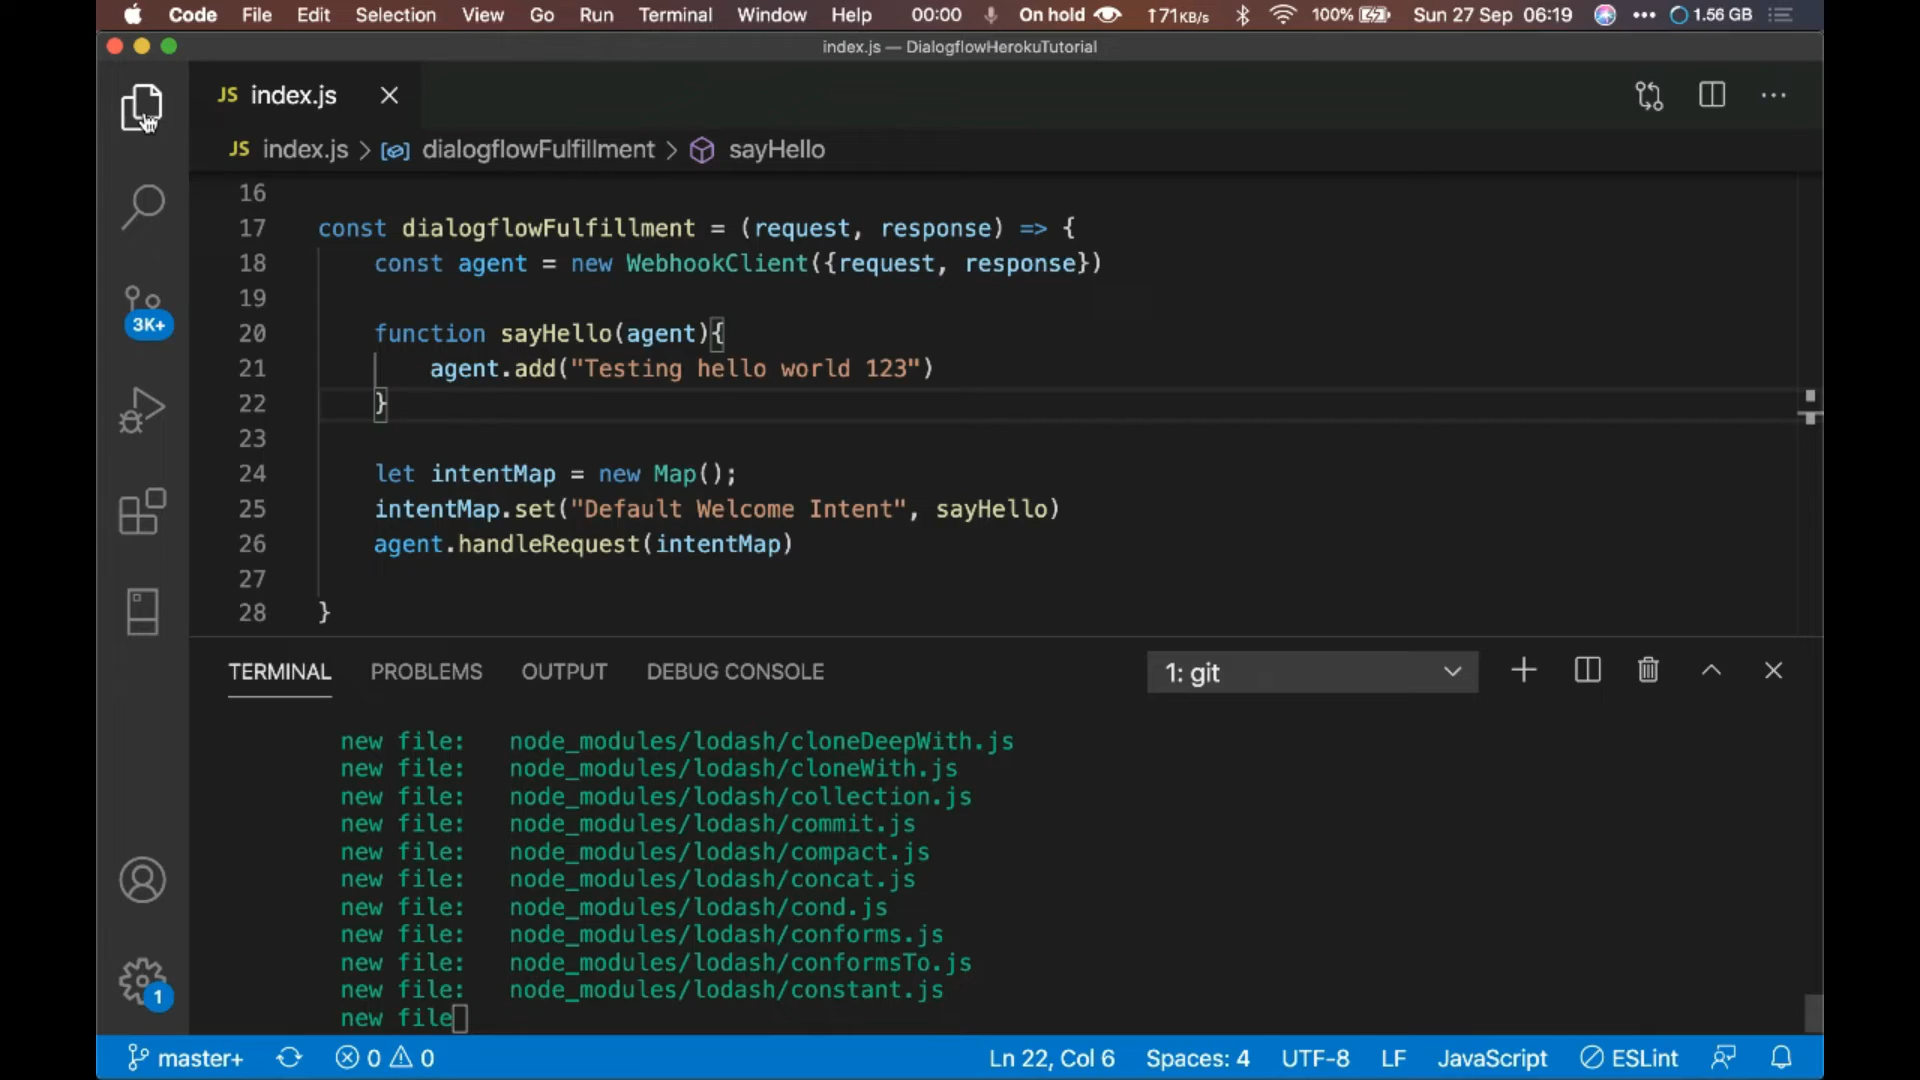 Code File Edit Selection View Go Run Terminal Window Help 00:00 On hold ↑71KB/s 100% Sun 27 Sep 06:19 ••• 1.56 GB
index.js — DialogflowHerokuTutorial
JS index.js
JS index.js > dialogflowFulfillment > sayHello
16
17 const dialogflowFulfillment = (request, response) => {
18 const agent = new WebhookClient({request, response})
19
20 function sayHello(agent){
21 agent.add("Testing hello world 123")
22 }
23
24 let intentMap = new Map();
25 intentMap.set("Default Welcome Intent", sayHello)
26 agent.handleRequest(intentMap)
27
28 }
3K+
TERMINAL PROBLEMS OUTPUT DEBUG CONSOLE 1: git
new file: node_modules/lodash/cloneDeepWith.js
new file: node_modules/lodash/cloneWith.js
new file: node_modules/lodash/collection.js
new file: node_modules/lodash/commit.js
new file: node_modules/lodash/compact.js
new file: node_modules/lodash/concat.js
new file: node_modules/lodash/cond.js
new file: node_modules/lodash/conforms.js
new file: node_modules/lodash/conformsTo.js
new file: node_modules/lodash/constant.js
new file
1
master+ 0 0 Ln 22, Col 6 Spaces: 4 UTF-8 LF JavaScript ESLint